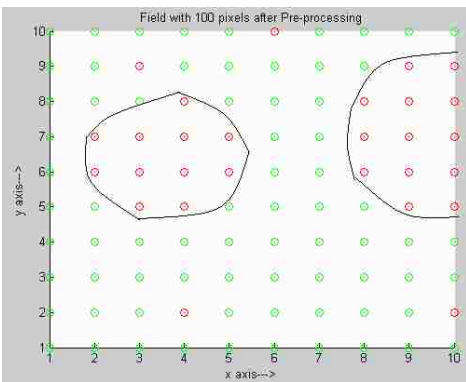 Field with 100 pixels after Pre-processing
10
9
8
7
6
5
4
3
2
1
y axis--->
1 2 3 4 5 6 7 8 9 10
x axis--->